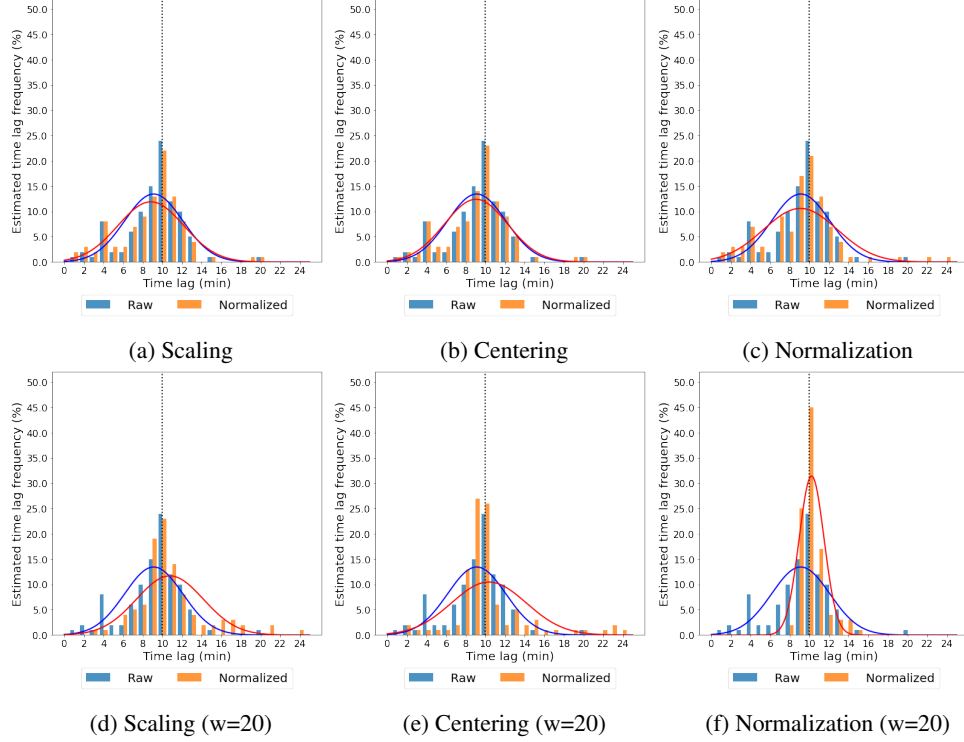 50.0 50.0 50.0
45.0 45.0 45.0
40.0 40.0 40.0
35.0 35.0 35.0
30.0 30.0 30.0
25.0 25.0 25.0
20.0 20.0 20.0
15.0 15.0 15.0
10.0 10.0 10.0
5.0 5.0 5.0
0.0 0.0 0.0
Estimated time lag frequency (%) Estimated time lag frequency (%) Estimated time lag frequency (%)
0 2 4 6 8 10 12 14 16 18 20 22 24 0 2 4 6 8 10 12 14 16 18 20 22 24 0 2 4 6 8 10 12 14 16 18 20 22 24
Time lag (min) Time lag (min) Time lag (min)
Raw Normalized Raw Normalized Raw Normalized
(a) Scaling (b) Centering (c) Normalization
50.0 50.0 50.0
45.0 45.0 45.0
40.0 40.0 40.0
35.0 35.0 35.0
30.0 30.0 30.0
25.0 25.0 25.0
20.0 20.0 20.0
15.0 15.0 15.0
10.0 10.0 10.0
5.0 5.0 5.0
0.0 0.0 0.0
Estimated time lag frequency (%) Estimated time lag frequency (%) Estimated time lag frequency (%)
0 2 4 6 8 10 12 14 16 18 20 22 24 0 2 4 6 8 10 12 14 16 18 20 22 24 0 2 4 6 8 10 12 14 16 18 20 22 24
Time lag (min) Time lag (min) Time lag (min)
Raw Normalized Raw Normalized Raw Normalized
(d) Scaling (w=20) (e) Centering (w=20) (f) Normalization (w=20)